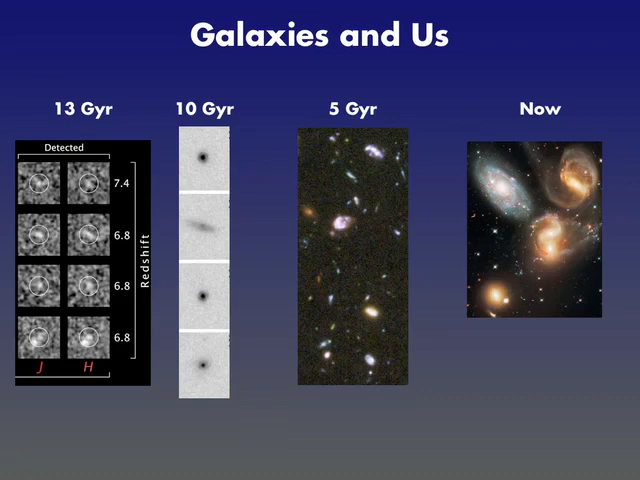 Galaxies and Us
13 Gyr
10 Gyr
5 Gyr
Now
Detected
7.4
6.8
6.8
6.8
Redshift
J H